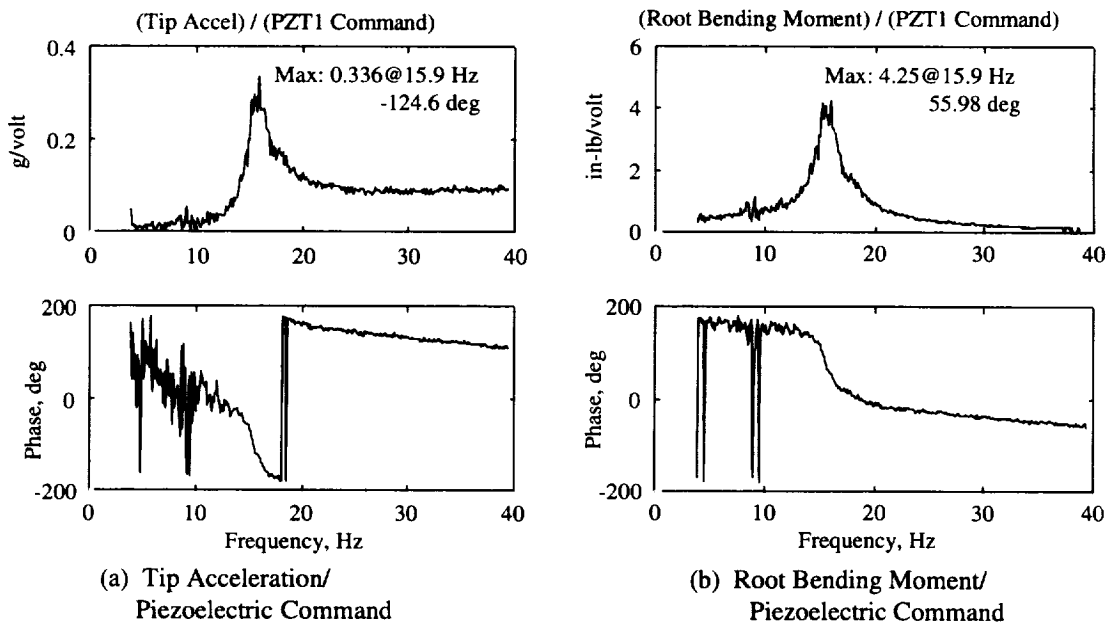 (Tip Accel) / (PZT1 Command)
0.4
0.2
0
g/volt
Max: 0.336@15.9 Hz
-124.6 deg
0
10
20
30
40
200
0
-200
Phase, deg
0
10
20
30
40
Frequency, Hz
(a) Tip Acceleration/
Piezoelectric Command
(Root Bending Moment) / (PZT1 Command)
6
4
2
0
in-lb/volt
Max: 4.25@15.9 Hz
55.98 deg
0
10
20
30
40
200
0
-200
Phase, deg
0
10
20
30
40
Frequency, Hz
(b) Root Bending Moment/
Piezoelectric Command